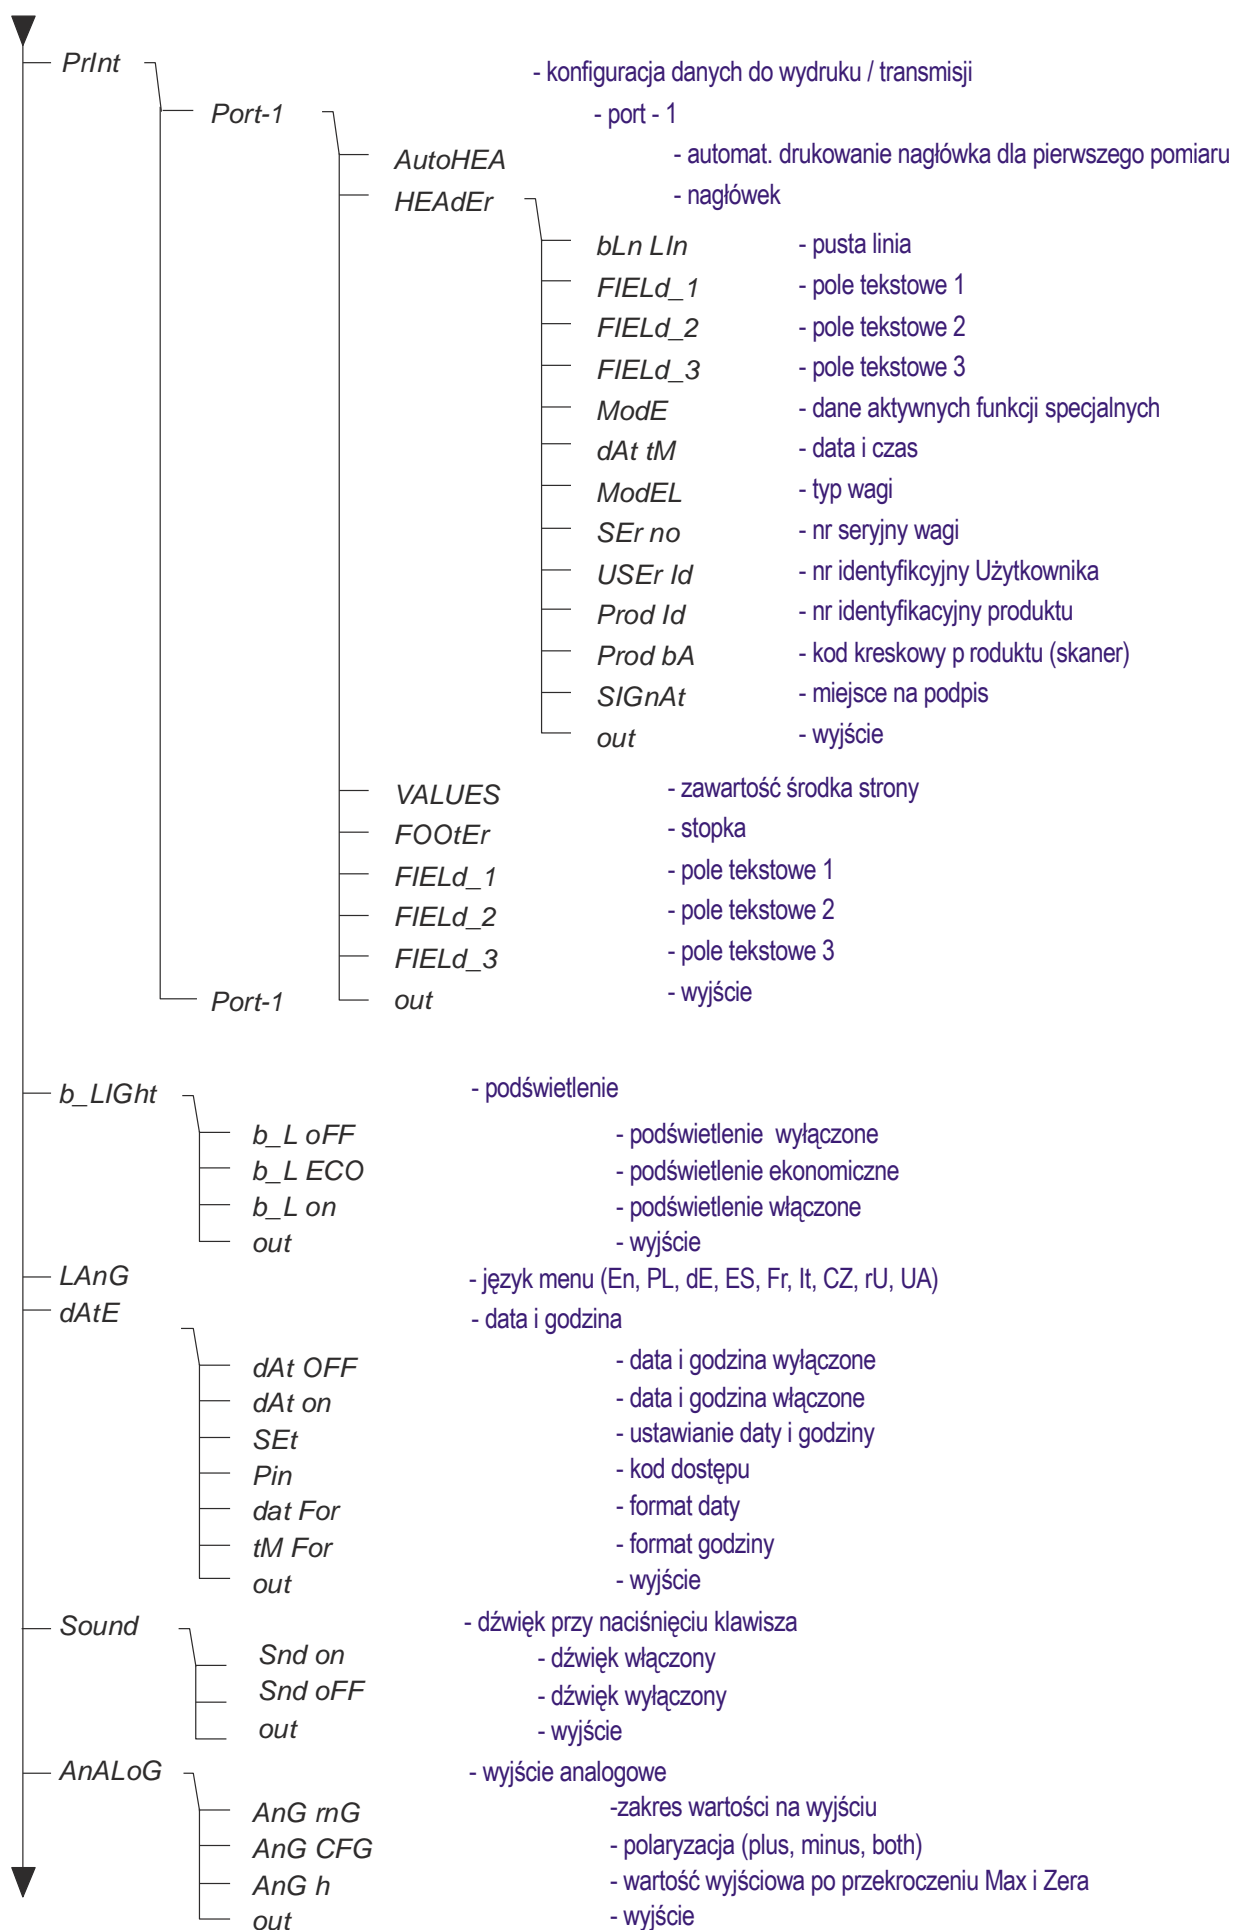 PrInt - konfiguracja danych do wydruku / transmisji
Port-1 - port - 1
AutoHEA - automat. drukowanie nagłówka dla pierwszego pomiaru
HEAdEr - nagłówek
bLn LIn - pusta linia
FIELd_1 - pole tekstowe 1
FIELd_2 - pole tekstowe 2
FIELd_3 - pole tekstowe 3
ModE - dane aktywnych funkcji specjalnych
dAt tM - data i czas
ModEL - typ wagi
SEr no - nr seryjny wagi
USEr Id - nr identyfikcyjny Użytkownika
Prod Id - nr identyfikacyjny produktu
Prod bA - kod kreskowy p roduktu (skaner)
SIGnAt - miejsce na podpis
out - wyjście
VALUES - zawartość środka strony
FOOtEr - stopka
FIELd_1 - pole tekstowe 1
FIELd_2 - pole tekstowe 2
FIELd_3 - pole tekstowe 3
Port-1 out - wyjście
b_LIGht - podświetlenie
b_L oFF - podświetlenie wyłączone
b_L ECO - podświetlenie ekonomiczne
b_L on - podświetlenie włączone
out - wyjście
LAnG - język menu (En, PL, dE, ES, Fr, It, CZ, rU, UA)
dAtE - data i godzina
dAt OFF - data i godzina wyłączone
dAt on - data i godzina włączone
SEt - ustawianie daty i godziny
Pin - kod dostępu
dat For - format daty
tM For - format godziny
out - wyjście
Sound - dźwięk przy naciśnięciu klawisza
Snd on - dźwięk włączony
Snd oFF - dźwięk wyłączony
out - wyjście
AnALoG - wyjście analogowe
AnG rnG -zakres wartości na wyjściu
AnG CFG - polaryzacja (plus, minus, both)
AnG h - wartość wyjściowa po przekroczeniu Max i Zera
out - wyjście